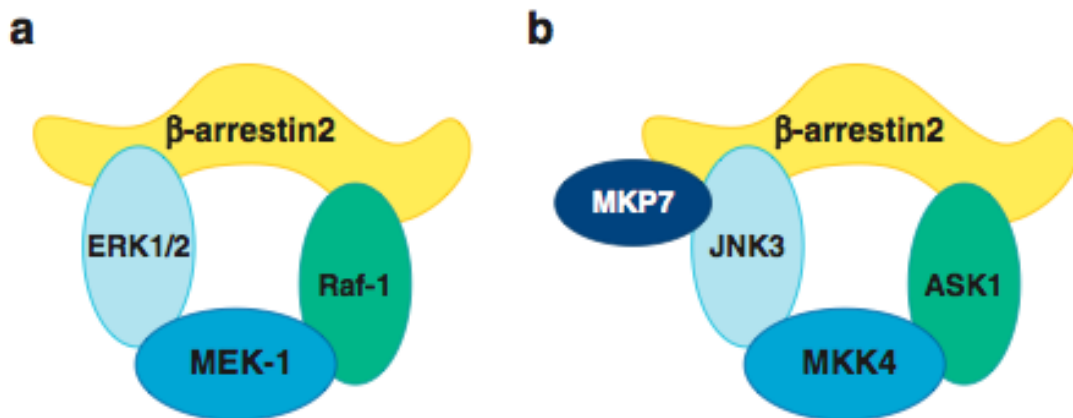 a
β-arrestin2
ERK1/2
Raf-1
MEK-1
b
β-arrestin2
MKP7
JNK3
ASK1
MKK4